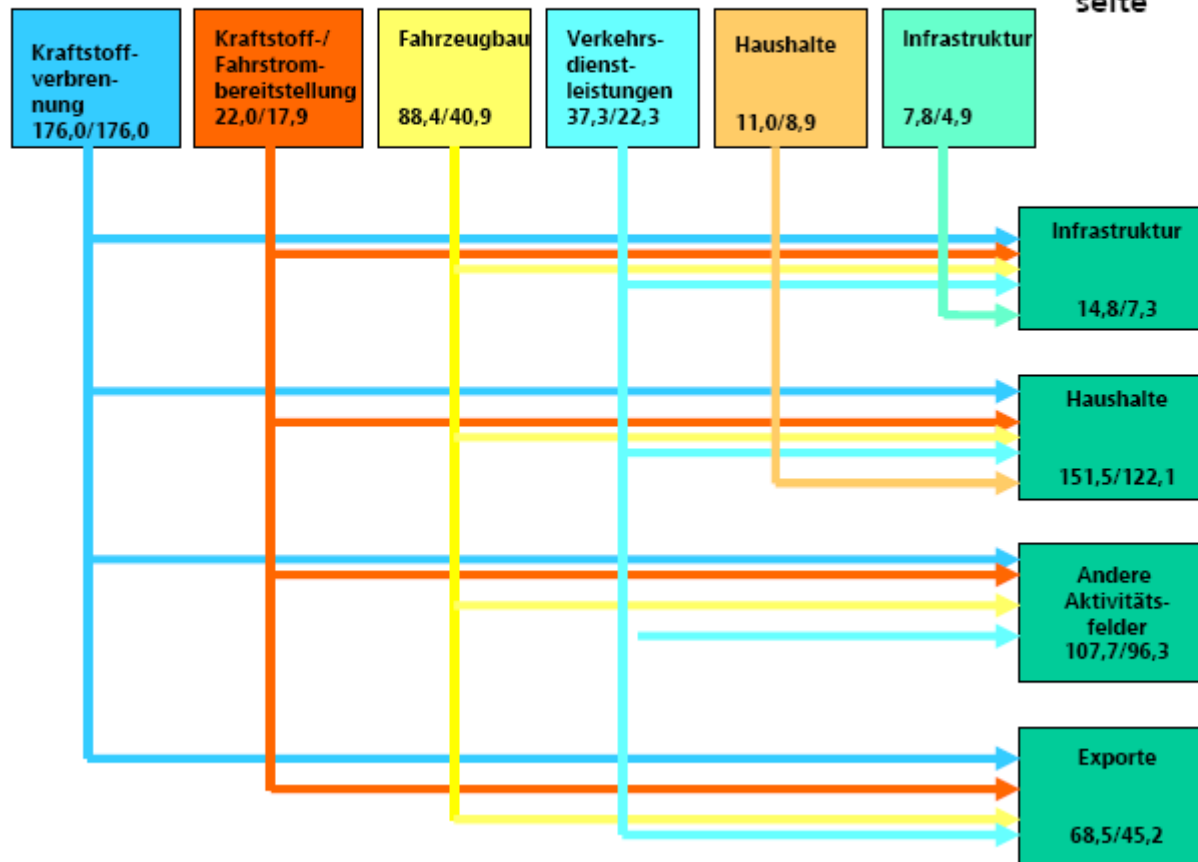 seite
Kraftstoff-
verbren-
nung
176,0/176,0
Kraftstoff-/
Fahrstrom-
bereitstellung
22,0/17,9
Fahrzeugbau
88,4/40,9
Verkehrs-
dienst-
leistungen
37,3/22,3
Haushalte
11,0/8,9
Infrastruktur
7,8/4,9
Infrastruktur
14,8/7,3
Haushalte
151,5/122,1
Andere
Aktivitäts-
felder
107,7/96,3
Exporte
68,5/45,2